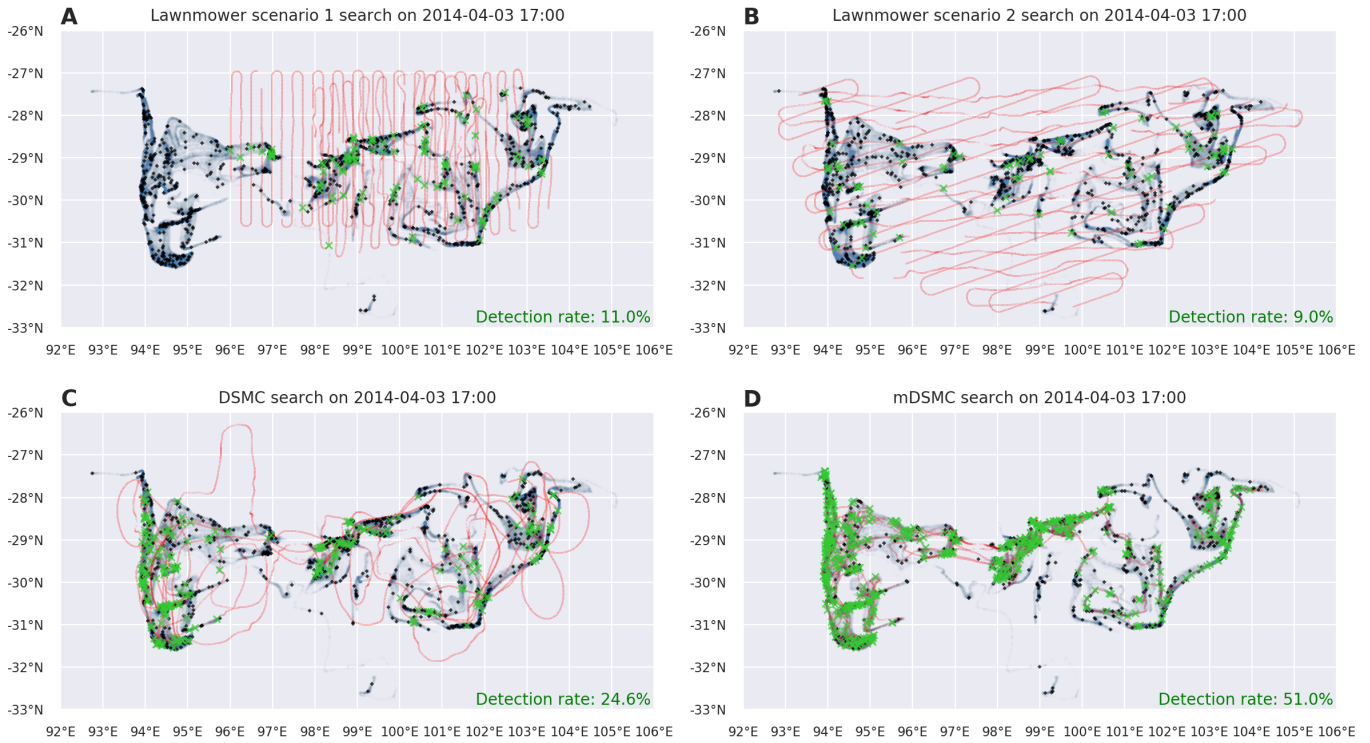 A Lawnmower scenario 1 search on 2014-04-03 17:00
-26°N
-27°N
-28°N
-29°N
-30°N
-31°N
-32°N
-33°N
Detection rate: 11.0%
92°E 93°E 94°E 95°E 96°E 97°E 98°E 99°E 100°E 101°E 102°E 103°E 104°E 105°E 106°E
B Lawnmower scenario 2 search on 2014-04-03 17:00
-26°N
-27°N
-28°N
-29°N
-30°N
-31°N
-32°N
-33°N
Detection rate: 9.0%
92°E 93°E 94°E 95°E 96°E 97°E 98°E 99°E 100°E 101°E 102°E 103°E 104°E 105°E 106°E
C DSMC search on 2014-04-03 17:00
-26°N
-27°N
-28°N
-29°N
-30°N
-31°N
-32°N
-33°N
Detection rate: 24.6%
92°E 93°E 94°E 95°E 96°E 97°E 98°E 99°E 100°E 101°E 102°E 103°E 104°E 105°E 106°E
D mDSMC search on 2014-04-03 17:00
-26°N
-27°N
-28°N
-29°N
-30°N
-31°N
-32°N
-33°N
Detection rate: 51.0%
92°E 93°E 94°E 95°E 96°E 97°E 98°E 99°E 100°E 101°E 102°E 103°E 104°E 105°E 106°E